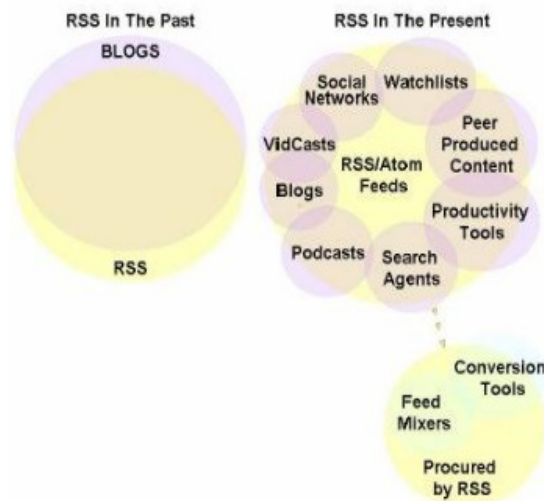 RSS In The Past
BLOGS
RSS
RSS In The Present
Social
Networks
Watchlists
Peer
Produced
Content
VidCasts
RSS/Atom
Feeds
Blogs
Productivity
Tools
Podcasts
Search
Agents
Conversion
Tools
Feed
Mixers
Procured
by RSS